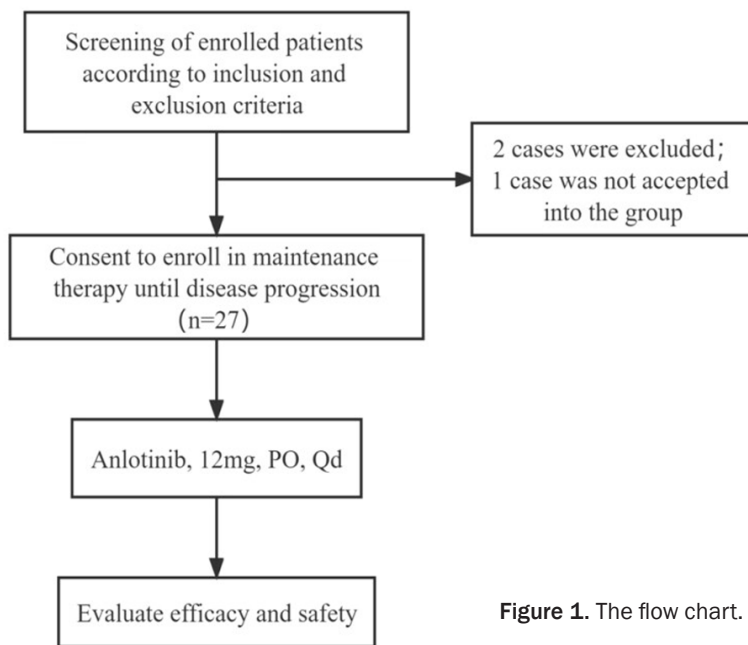 Screening of enrolled patients
according to inclusion and
exclusion criteria
2 cases were excluded;
1 case was not accepted
into the group
Consent to enroll in maintenance
therapy until disease progression
(n=27)
Anlotinib, 12mg, PO, Qd
Evaluate efficacy and safety
Figure 1. The flow chart.